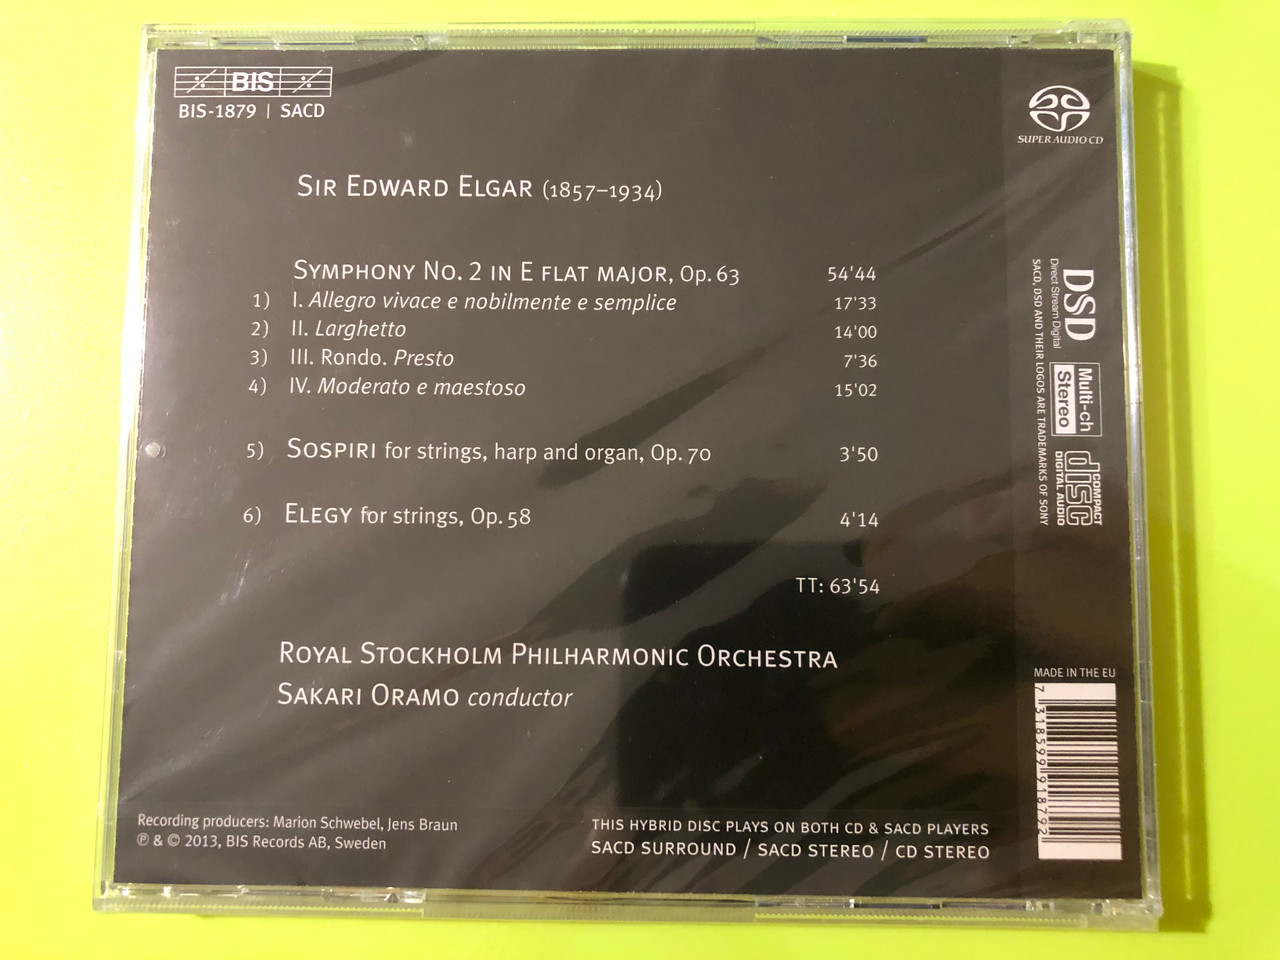 BIS
BIS-1879 | SACD
SUPER AUDIO CD
SIR EDWARD ELGAR (1857–1934)
SYMPHONY NO. 2 IN E FLAT MAJOR, Op. 63 54'44
1) I. Allegro vivace e nobilmente e semplice 17'33
2) II. Larghetto 14'00
3) III. Rondo. Presto 7'36
4) IV. Moderato e maestoso 15'02
5) SOSPIRI for strings, harp and organ, Op. 70 3'50
6) ELEGY for strings, Op. 58 4'14
TT: 63'54
ROYAL STOCKHOLM PHILHARMONIC ORCHESTRA
SAKARI ORAMO conductor
Recording producers: Marion Schwebel, Jens Braun
℗ & © 2013, BIS Records AB, Sweden
THIS HYBRID DISC PLAYS ON BOTH CD & SACD PLAYERS
SACD SURROUND / SACD STEREO / CD STEREO
DSD
Direct Stream Digital
SACD, DSD AND THEIR LOGOS ARE TRADEMARKS OF SONY
Multi-ch
Stereo
COMPACT
disc
DIGITAL AUDIO
MADE IN THE EU
7 318599 918792